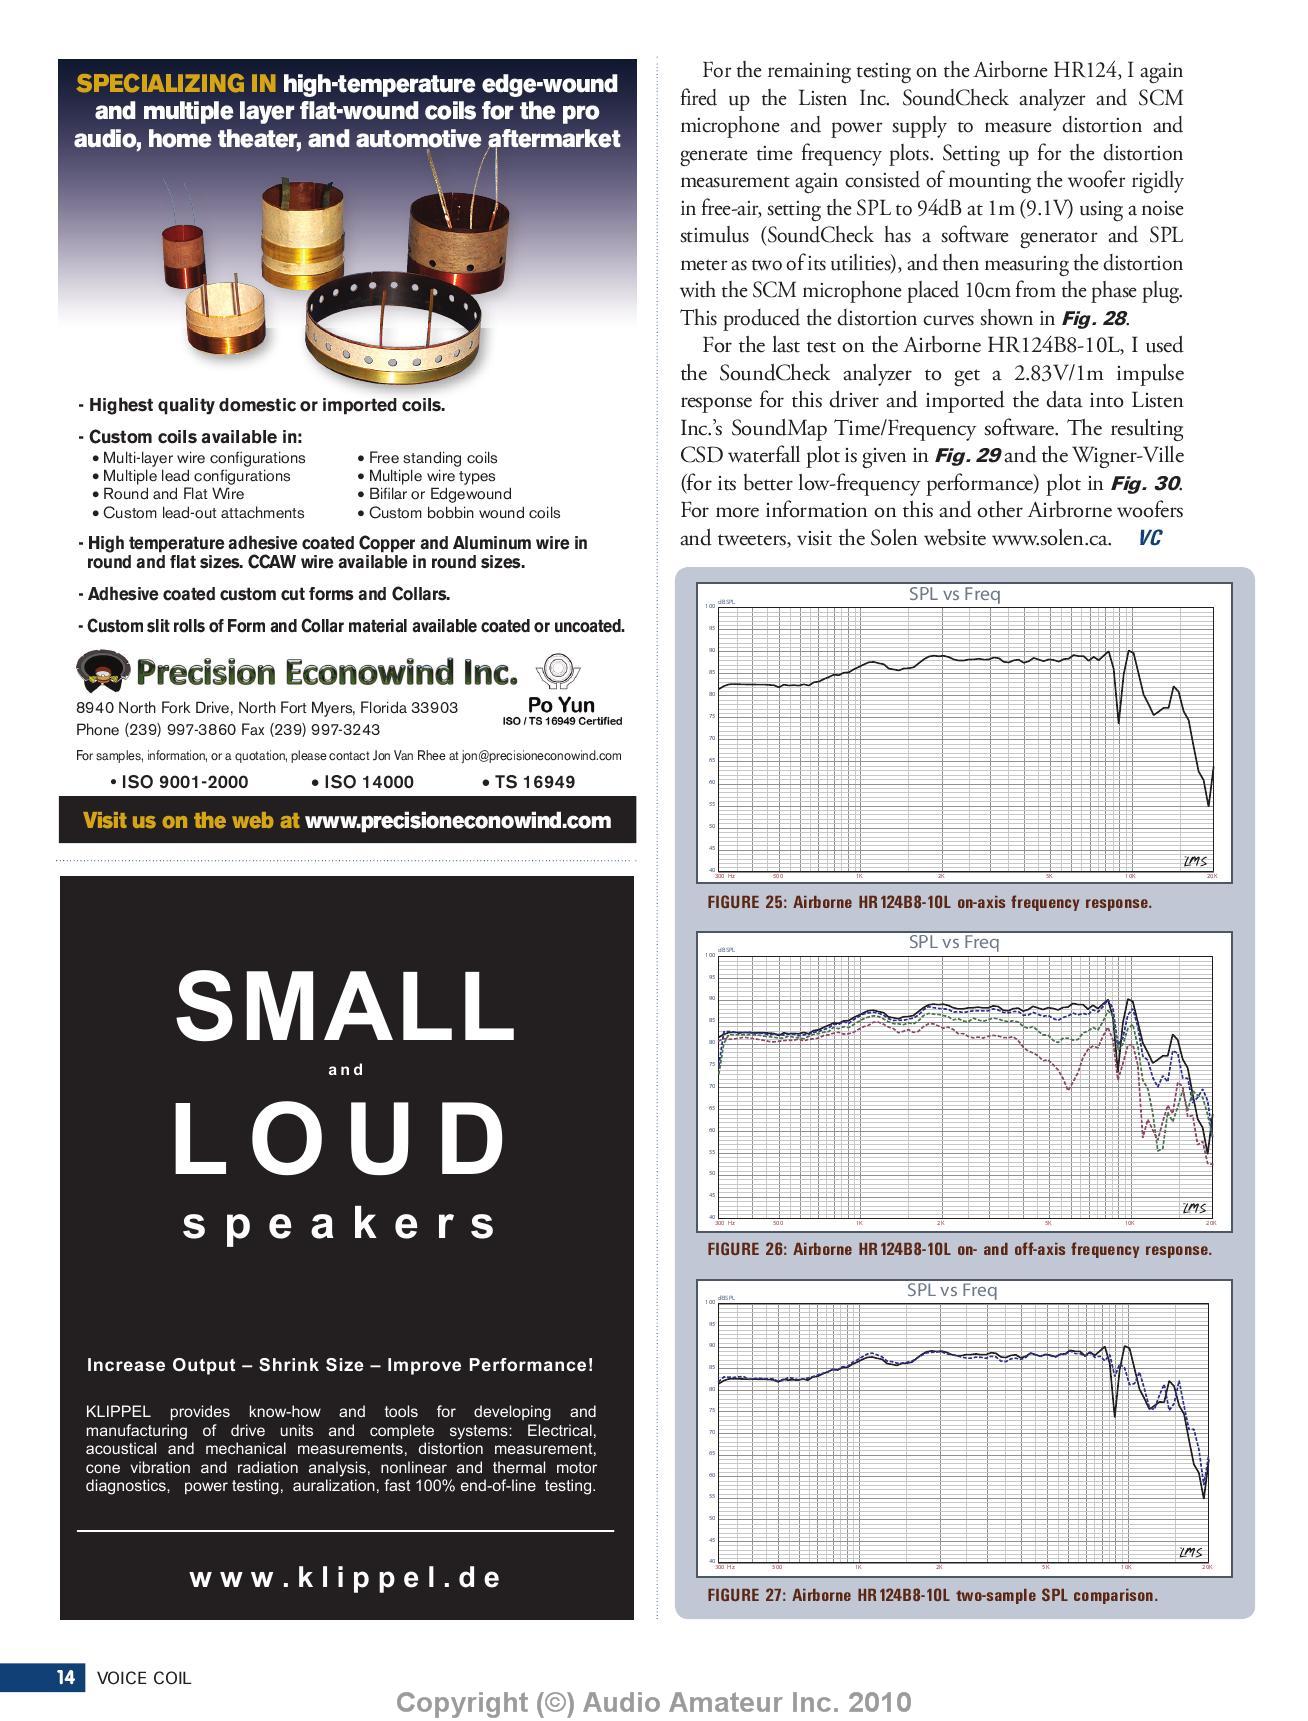 SPECIALIZING IN high-temperature edge-wound
and multiple layer flat-wound coils for the pro
audio, home theater, and automotive aftermarket
- Highest quality domestic or imported coils.
- Custom coils available in:
• Multi-layer wire configurations
• Multiple lead configurations
• Round and Flat Wire
• Custom lead-out attachments
• Free standing coils
• Multiple wire types
• Bifilar or Edgewound
• Custom bobbin wound coils
- High temperature adhesive coated Copper and Aluminum wire in
round and flat sizes. CCAW wire available in round sizes.
- Adhesive coated custom cut forms and Collars.
- Custom slit rolls of Form and Collar material available coated or uncoated.
Precision Econowind Inc.
8940 North Fork Drive, North Fort Myers, Florida 33903
Phone (239) 997-3860 Fax (239) 997-3243
Po Yun
ISO / TS 16949 Certified
For samples, information, or a quotation, please contact Jon Van Rhee at jon@precisioneconowind.com
• ISO 9001-2000 • ISO 14000 • TS 16949
Visit us on the web at www.precisioneconowind.com
SMALL
and
LOUD
speakers
Increase Output – Shrink Size – Improve Performance!
KLIPPEL provides know-how and tools for developing and
manufacturing of drive units and complete systems: Electrical,
acoustical and mechanical measurements, distortion measurement,
cone vibration and radiation analysis, nonlinear and thermal motor
diagnostics, power testing, auralization, fast 100% end-of-line testing.
www.klippel.de
For the remaining testing on the Airborne HR124, I again
fired up the Listen Inc. SoundCheck analyzer and SCM
microphone and power supply to measure distortion and
generate time frequency plots. Setting up for the distortion
measurement again consisted of mounting the woofer rigidly
in free-air, setting the SPL to 94dB at 1m (9.1V) using a noise
stimulus (SoundCheck has a software generator and SPL
meter as two of its utilities), and then measuring the distortion
with the SCM microphone placed 10cm from the phase plug.
This produced the distortion curves shown in Fig. 28.
For the last test on the Airborne HR124B8-10L, I used
the SoundCheck analyzer to get a 2.83V/1m impulse
response for this driver and imported the data into Listen
Inc.'s SoundMap Time/Frequency software. The resulting
CSD waterfall plot is given in Fig. 29 and the Wigner-Ville
(for its better low-frequency performance) plot in Fig. 30.
For more information on this and other Airbrorne woofers
and tweeters, visit the Solen website www.solen.ca. VC
SPL vs Freq
dBSPL
100
95
90
85
80
75
70
65
60
55
50
45
40
300 Hz 500 1K 2K 5K 10K 20K
LMS
FIGURE 25: Airborne HR124B8-10L on-axis frequency response.
SPL vs Freq
dBSPL
100
95
90
85
80
75
70
65
60
55
50
45
40
300 Hz 500 1K 2K 5K 10K 20K
LMS
FIGURE 26: Airborne HR124B8-10L on- and off-axis frequency response.
SPL vs Freq
dBSPL
100
95
90
85
80
75
70
65
60
55
50
45
40
300 Hz 500 1K 2K 5K 10K 20K
LMS
FIGURE 27: Airborne HR124B8-10L two-sample SPL comparison.
14 VOICE COIL
Copyright (©) Audio Amateur Inc. 2010